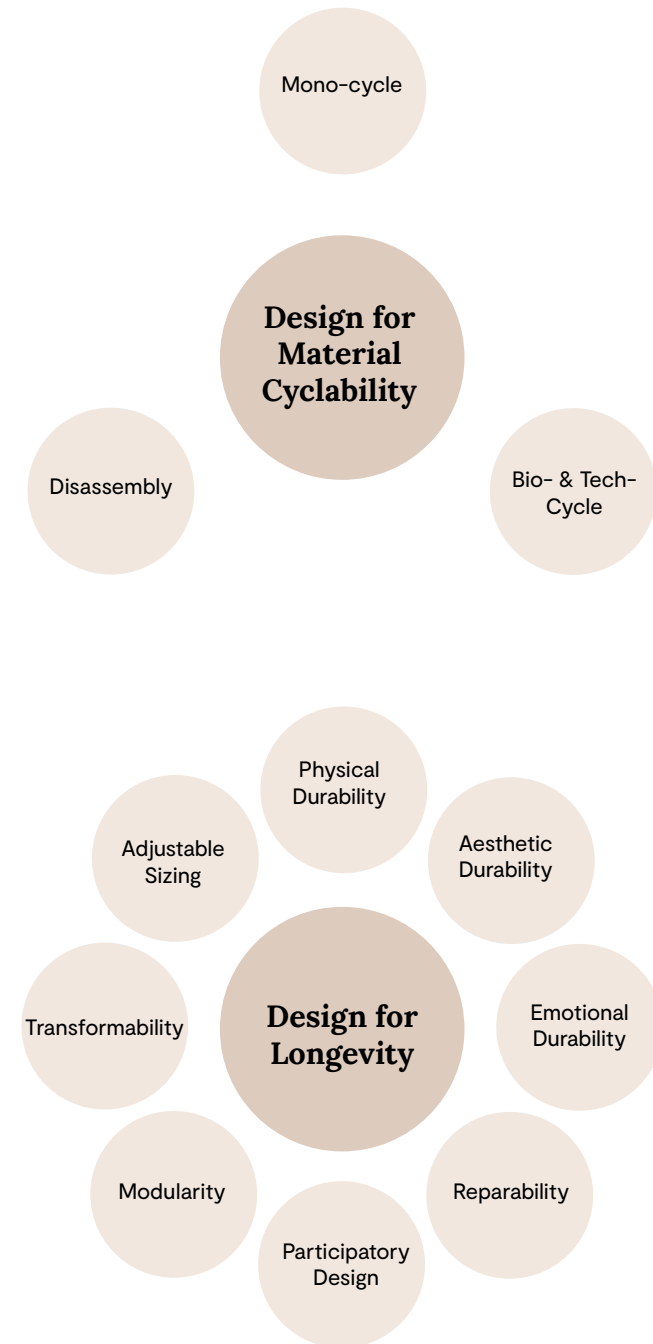 Mono-cycle
Design for
Material
Cyclability
Disassembly
Bio- & Tech-
Cycle
Physical
Durability
Adjustable
Sizing
Aesthetic
Durability
Transformability
Design for
Longevity
Emotional
Durability
Modularity
Reparability
Participatory
Design